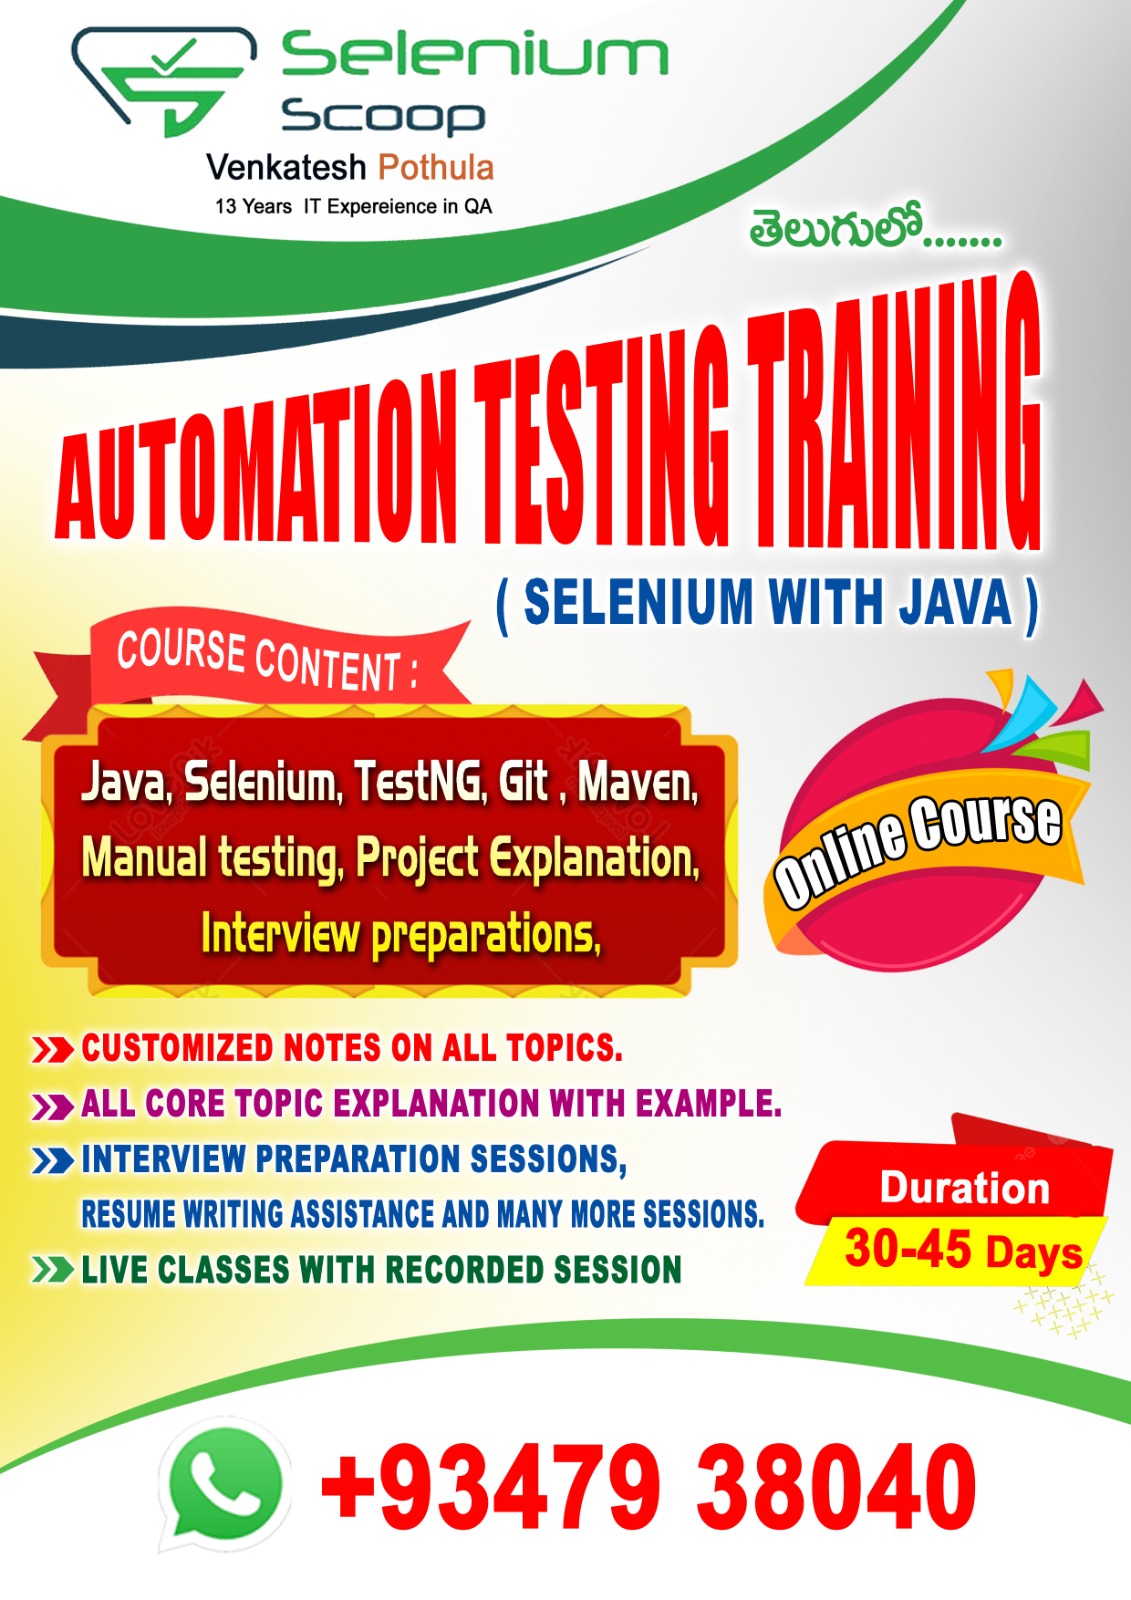 Selenium
Scoop
Venkatesh Pothula
13 Years IT Expereience in QA
తెలుగులో.......
AUTOMATION TESTING TRAINING
( SELENIUM WITH JAVA )
COURSE CONTENT :
Java, Selenium, TestNG, Git , Maven,
Manual testing, Project Explanation,
Interview preparations,
Online Course
CUSTOMIZED NOTES ON ALL TOPICS.
ALL CORE TOPIC EXPLANATION WITH EXAMPLE.
INTERVIEW PREPARATION SESSIONS,
RESUME WRITING ASSISTANCE AND MANY MORE SESSIONS.
LIVE CLASSES WITH RECORDED SESSION
Duration
30-45 Days
+93479 38040